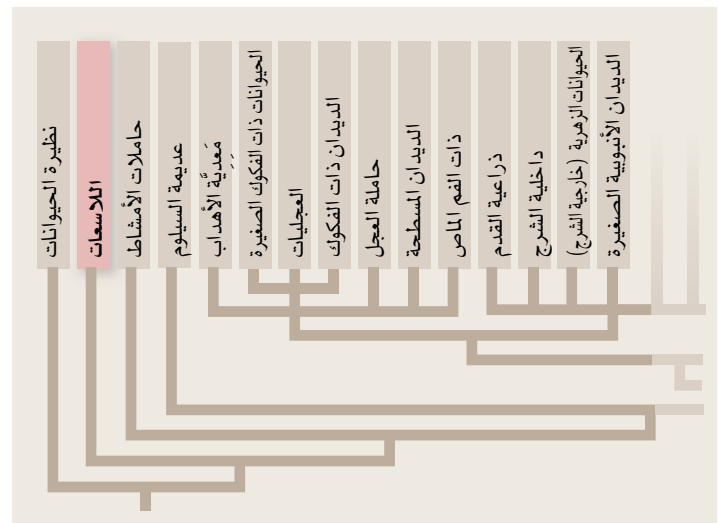 نظيرة الحيوانات
اللاسعات
حاملات الأمشاط
عديمة السيلوم
مَعديَّة الأهداب
الحيوانات ذات الفكوك الصغيرة
العجليات
الديدان ذات الفكوك
حاملة العجل
الديدان المسطحة
ذات الفم الماص
ذراعية القدم
داخلية الشرج
الحيوانات الزهرية (خارجية الشرج)
الديدان الأنبوبية الصغيرة